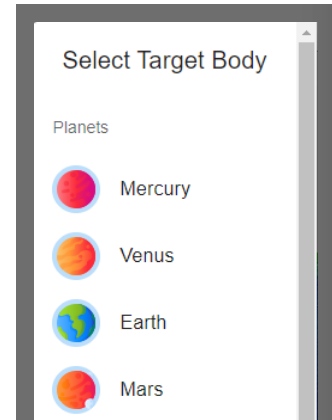 Select Target Body
Planets
Mercury
Venus
Earth
Mars